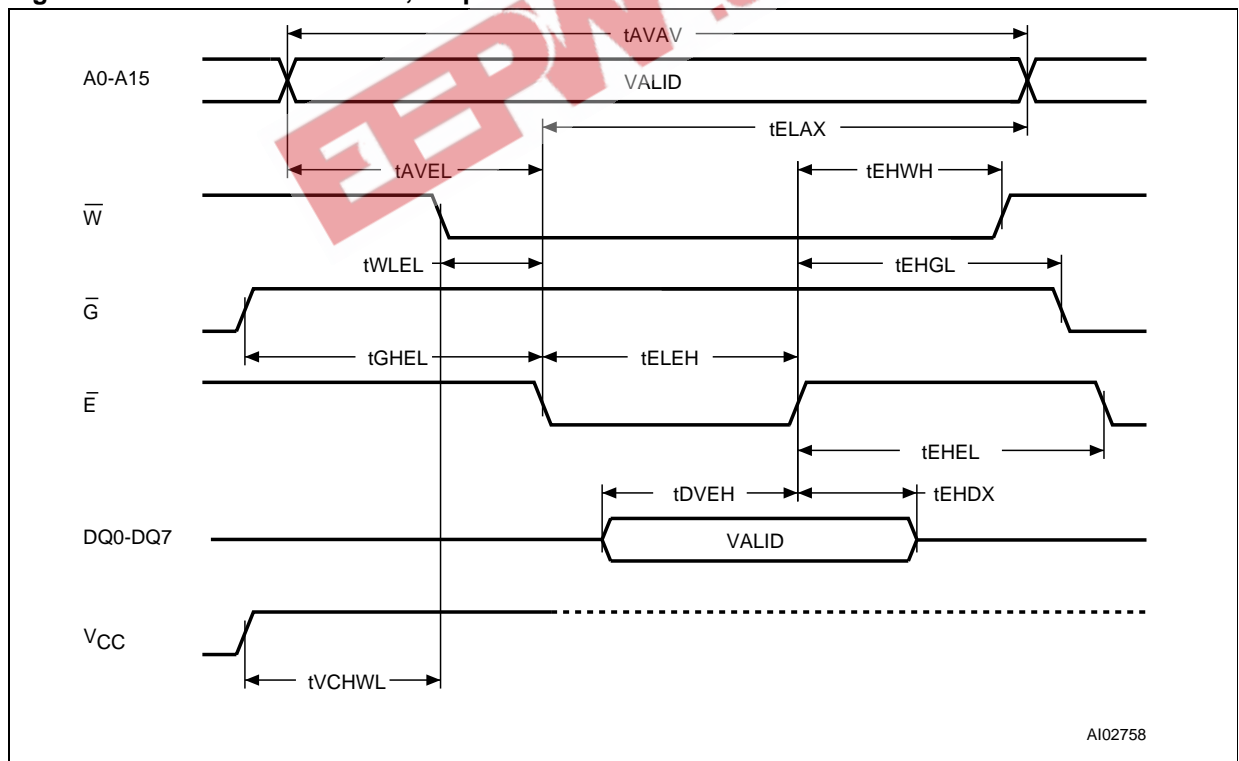 tAVAV
A0-A15
VALID
tELAX
tAVEL
tEHWH
W
tWLEL
tEHGL
G
tGHEL
tELEH
E
tEHEL
tDVEH
tEHDX
DQ0-DQ7
VALID
VCC
tVCHWL
AI02758
EEPW